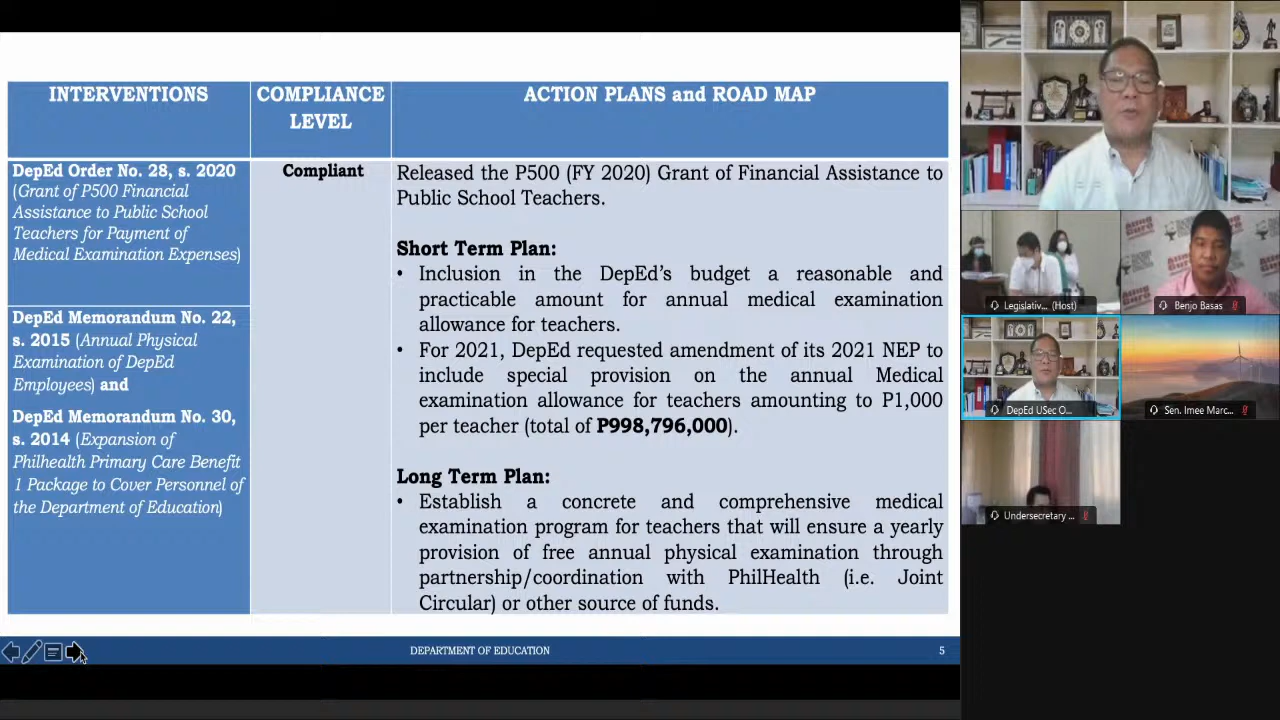 INTERVENTIONS
COMPLIANCE
LEVEL
ACTION PLANS and ROAD MAP
DepEd Order No. 28, s. 2020
(Grant of P500 Financial
Assistance to Public School
Teachers for Payment of
Medical Examination Expenses)
DepEd Memorandum No. 22,
s. 2015 (Annual Physical
Examination of DepEd
Employees) and
DepEd Memorandum No. 30,
s. 2014 (Expansion of
Philhealth Primary Care Benefit
1 Package to Cover Personnel of
the Department of Education)
Compliant
Released the P500 (FY 2020) Grant of Financial Assistance to
Public School Teachers.
Short Term Plan:
• Inclusion in the DepEd's budget a reasonable and
practicable amount for annual medical examination
allowance for teachers.
• For 2021, DepEd requested amendment of its 2021 NEP to
include special provision on the annual Medical
examination allowance for teachers amounting to P1,000
per teacher (total of P998,796,000).
Long Term Plan:
• Establish a concrete and comprehensive medical
examination program for teachers that will ensure a yearly
provision of free annual physical examination through
partnership/coordination with PhilHealth (i.e. Joint
Circular) or other source of funds.
DEPARTMENT OF EDUCATION
5
Legislativ... (Host)
Benjo Basas
DepEd USec O...
Sen. Imee Marc...
Undersecretary ...